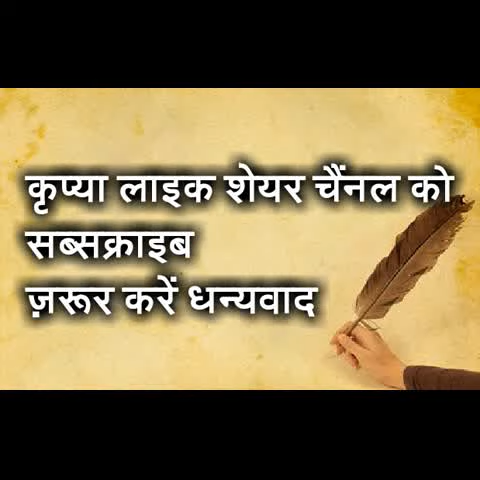 कृप्या लाइक शेयर चैंनल को
सब्सक्राइब
ज़रूर करें धन्यवाद